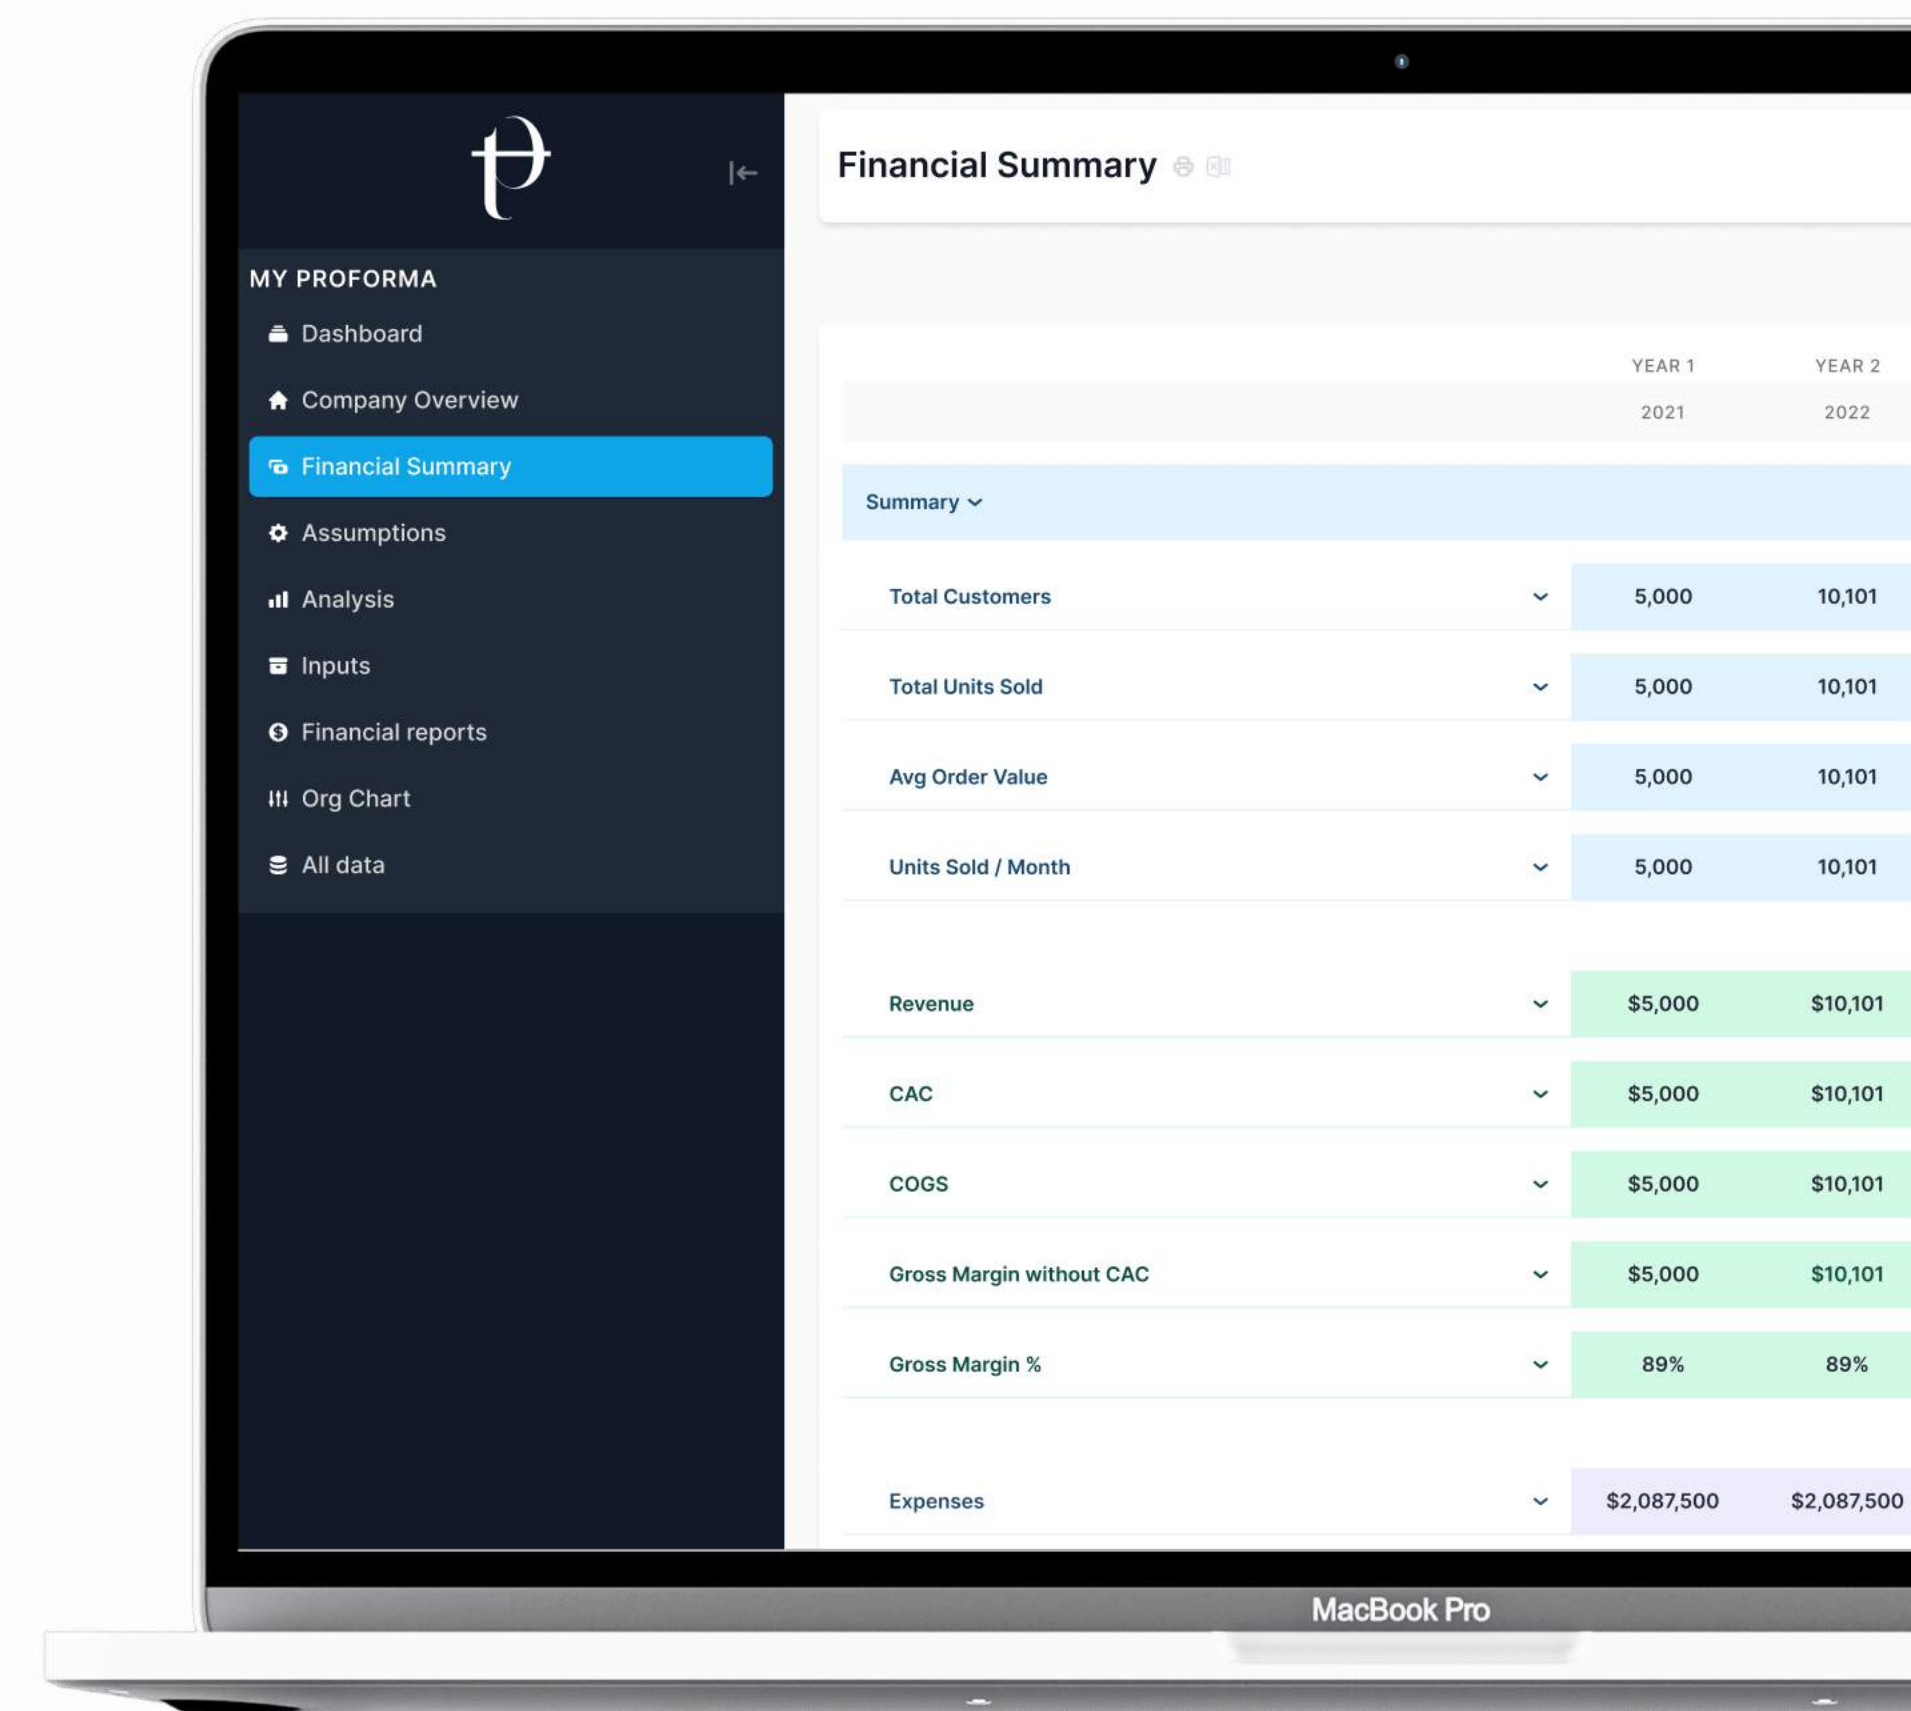 Financial Summary
MY PROFORMA
Dashboard
Company Overview
Financial Summary
Assumptions
Analysis
Inputs
Financial reports
Org Chart
All data
YEAR 1 YEAR 2
2021 2022
Summary
Total Customers 5,000 10,101
Total Units Sold 5,000 10,101
Avg Order Value 5,000 10,101
Units Sold / Month 5,000 10,101
Revenue $5,000 $10,101
CAC $5,000 $10,101
COGS $5,000 $10,101
Gross Margin without CAC $5,000 $10,101
Gross Margin % 89% 89%
Expenses $2,087,500 $2,087,500
MacBook Pro